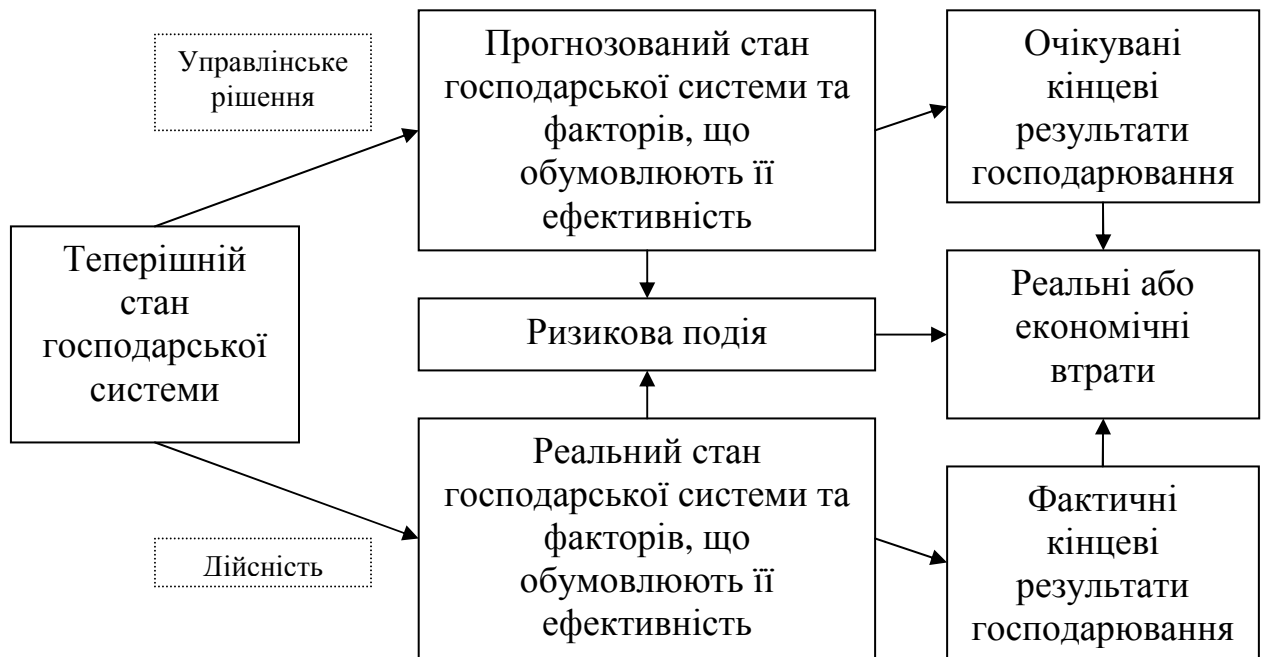 Управлінське
рішення
Прогнозований стан
господарської системи та
факторів, що
обумовлюють її
ефективність
Очікувані
кінцеві
результати
господарювання
Теперішній
стан
господарської
системи
Ризикова подія
Реальні або
економічні
втрати
Дійсність
Реальний стан
господарської системи та
факторів, що
обумовлюють її
ефективність
Фактичні
кінцеві
результати
господарювання